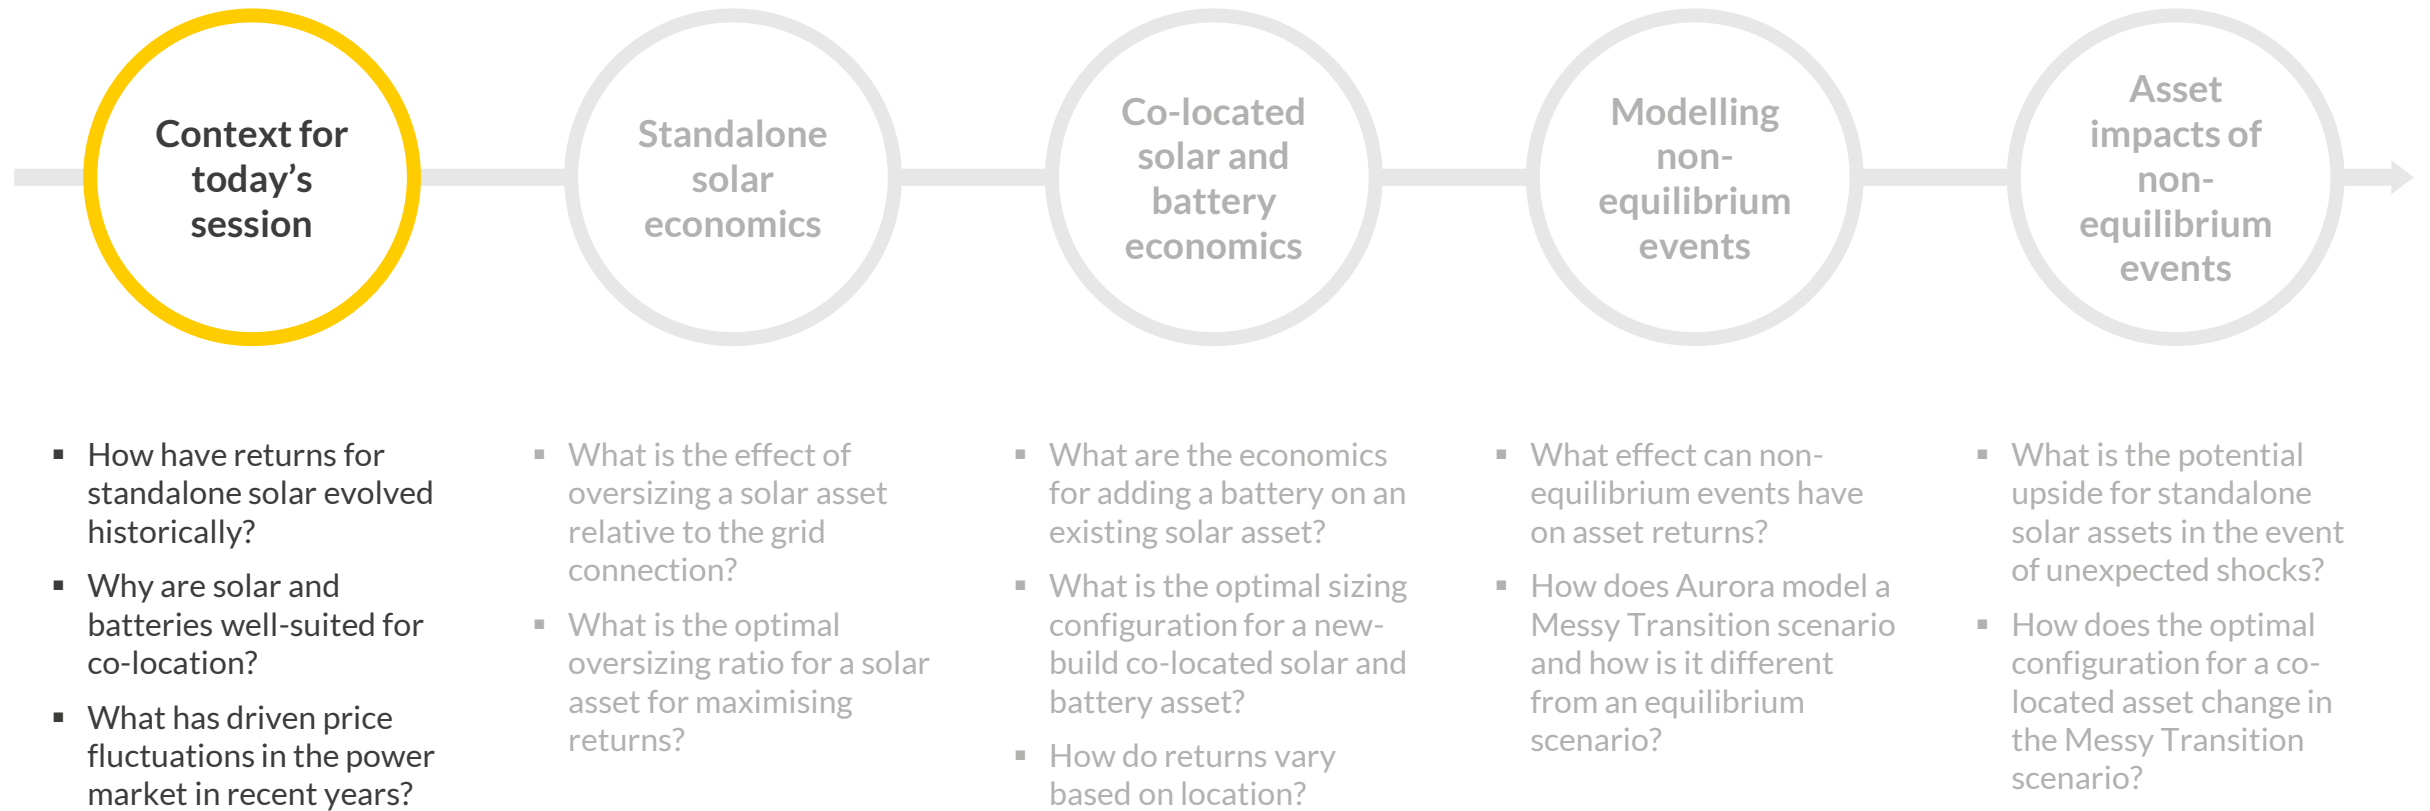 Context for
today’s
session
Standalone
solar
economics
Co-located
solar and
battery
economics
Modelling
non-
equilibrium
events
Asset
impacts of
non-
equilibrium
events
▪ How have returns for
standalone solar evolved
historically?
▪ Why are solar and
batteries well-suited for
co-location?
▪ What has driven price
fluctuations in the power
market in recent years?
▪ What is the effect of
oversizing a solar asset
relative to the grid
connection?
▪ What is the optimal
oversizing ratio for a solar
asset for maximising
returns?
▪ What are the economics
for adding a battery on an
existing solar asset?
▪ What is the optimal sizing
configuration for a new-
build co-located solar and
battery asset?
▪ How do returns vary
based on location?
▪ What effect can non-
equilibrium events have
on asset returns?
▪ How does Aurora model a
Messy Transition scenario
and how is it different
from an equilibrium
scenario?
▪ What is the potential
upside for standalone
solar assets in the event
of unexpected shocks?
▪ How does the optimal
configuration for a co-
located asset change in
the Messy Transition
scenario?